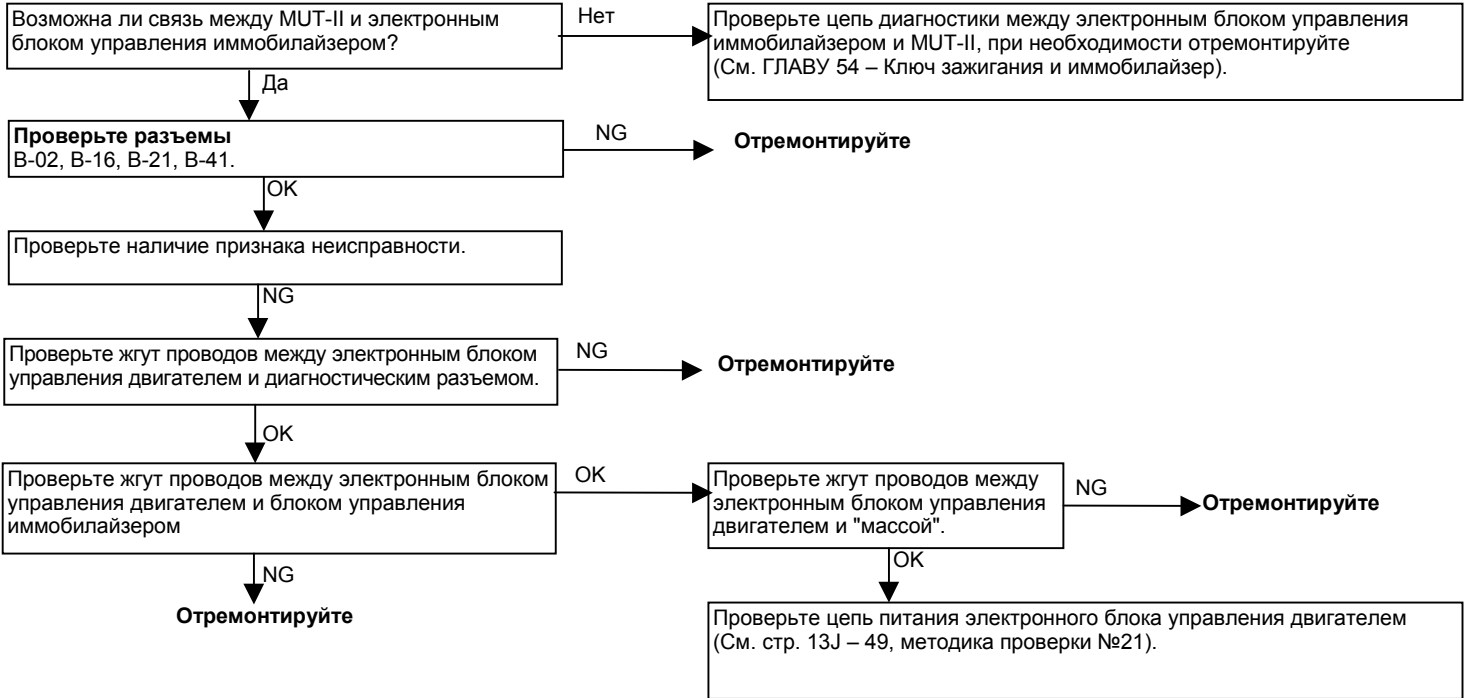 Возможна ли связь между MUT-II и электронным
блоком управления иммобилайзером?
Нет
Проверьте цепь диагностики между электронным блоком управления
иммобилайзером и MUT-II, при необходимости отремонтируйте
(См. ГЛАВУ 54 – Ключ зажигания и иммобилайзер).
Да
Проверьте разъемы
B-02, B-16, B-21, B-41.
NG
Отремонтируйте
OK
Проверьте наличие признака неисправности.
NG
Проверьте жгут проводов между электронным блоком
управления двигателем и диагностическим разъемом.
NG
Отремонтируйте
OK
Проверьте жгут проводов между электронным блоком
управления двигателем и блоком управления
иммобилайзером
OK
Проверьте жгут проводов между
электронным блоком управления
двигателем и "массой".
NG
Отремонтируйте
NG
Отремонтируйте
OK
Проверьте цепь питания электронного блока управления двигателем
(См. стр. 13J – 49, методика проверки №21).